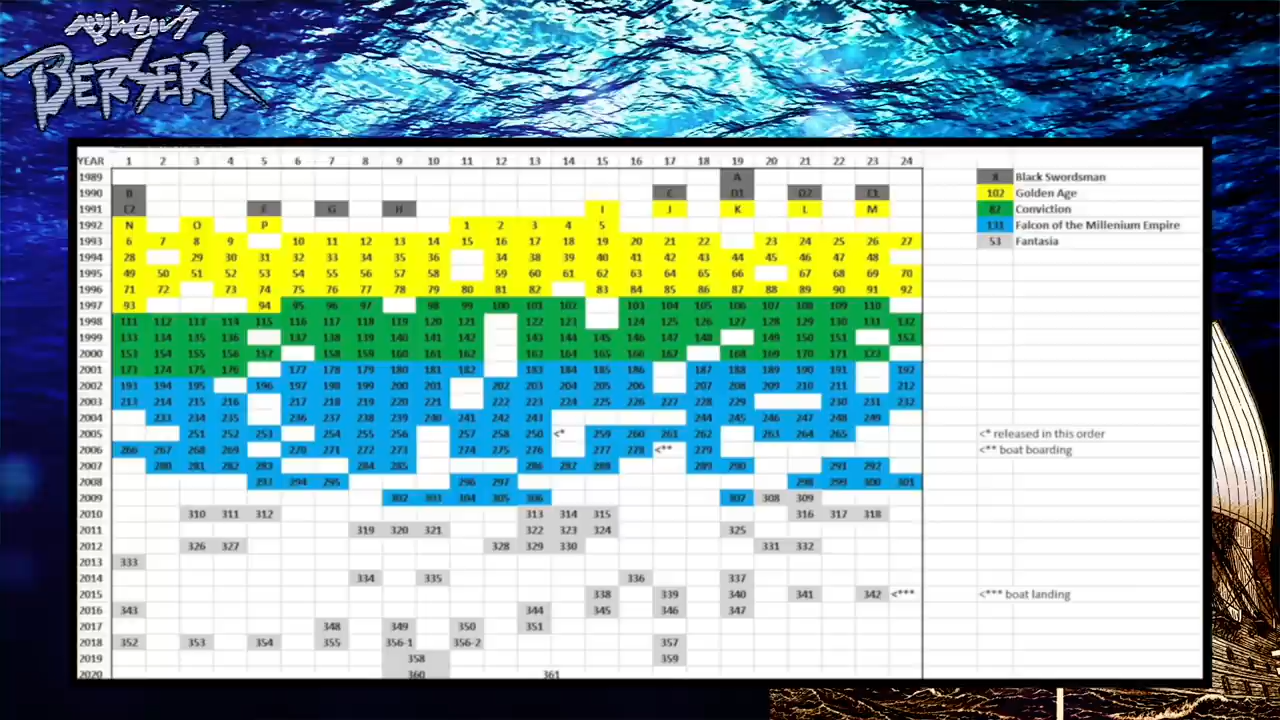 ベルセルク
BERSERK
YEAR 1 2 3 4 5 6 7 8 9 10 11 12 13 14 15 16 17 18 19 20 21 22 23 24
1989 A 8 Black Swordsman
1990 B C D1 D2 E1 102 Golden Age
1991 E2 F G H I J K L M 87 Conviction
1992 N O P 1 2 3 4 5 131 Falcon of the Millenium Empire
1993 6 7 8 9 10 11 12 13 14 15 16 17 18 19 20 21 22 23 24 25 26 27 53 Fantasia
1994 28 29 30 31 32 33 34 35 36 34 38 39 40 41 42 43 44 45 46 47 48
1995 49 50 51 52 53 54 55 56 57 58 59 60 61 62 63 64 65 66 67 68 69 70
1996 71 72 73 74 75 76 77 78 79 80 81 82 83 84 85 86 87 88 89 90 91 92
1997 93 94 95 96 97 98 99 100 101 102 103 104 105 106 107 108 109 110
1998 111 112 113 114 115 116 117 118 119 120 121 122 123 124 125 126 127 128 129 130 131 132
1999 133 134 135 136 137 138 139 140 141 142 143 144 145 146 147 148 149 150 151 152
2000 153 154 155 156 157 158 159 160 161 162 163 164 165 166 167 168 169 170 171 172
2001 173 174 175 176 177 178 179 180 181 182 183 184 185 186 187 188 189 190 191 192
2002 193 194 195 196 197 198 199 200 201 202 203 204 205 206 207 208 209 210 211 212
2003 213 214 215 216 217 218 219 220 221 222 223 224 225 226 227 228 229 230 231 232
2004 233 234 235 236 237 238 239 240 241 242 243 244 245 246 247 248 249
2005 251 252 253 254 255 256 257 258 250 <* 259 260 261 262 263 264 265 <* released in this order
2006 266 267 268 269 270 271 272 273 274 275 276 277 278 <** 279 <** boat boarding
2007 280 281 282 283 284 285 286 287 288 289 290 291 292
2008 293 294 295 296 297 298 299 300 301
2009 302 303 304 305 306 307 308 309
2010 310 311 312 313 314 315 316 317 318
2011 319 320 321 322 323 324 325
2012 326 327 328 329 330 331 332
2013 333
2014 334 335 336 337
2015 338 339 340 341 342 <*** <*** boat landing
2016 343 344 345 346 347
2017 348 349 350 351
2018 352 353 354 355 356-1 356-2 357
2019 358 359
2020 360 361